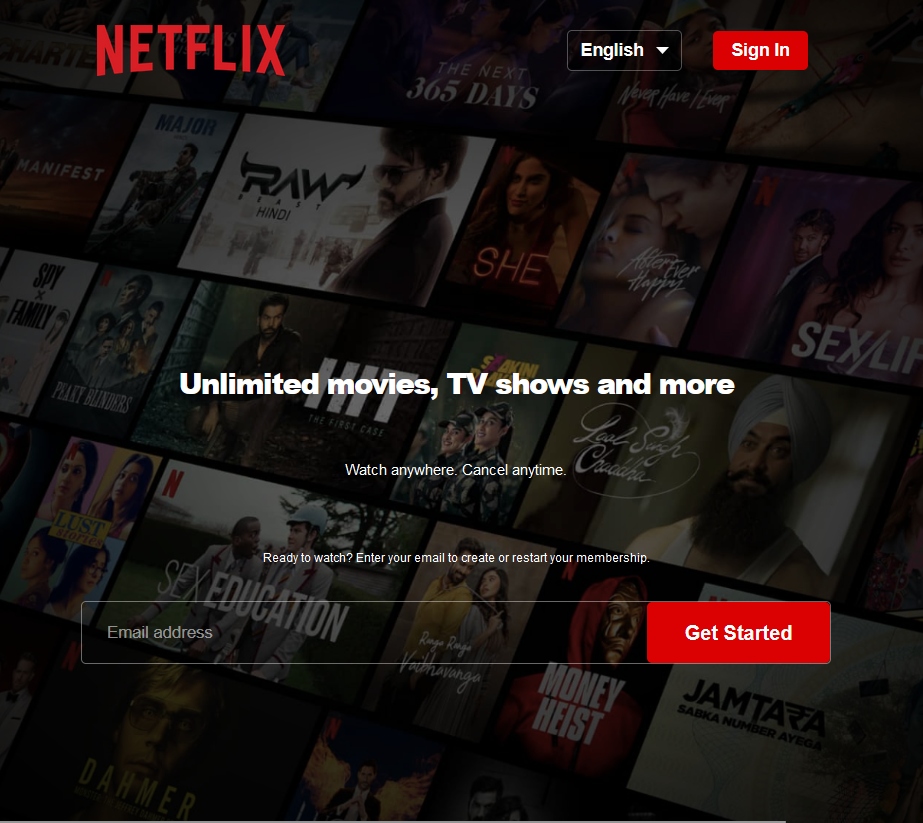 NETFLIX
English
Sign In
THE NEXT
365 DAYS
Never Have I Ever
MANIFEST
MAJOR
RAW
BEAST
HINDI
SHE
After Ever
Happy
SEX/LIF
SPY
X
FAMILY
PEAKY BLINDERS
HIT
THE FIRST CASE
Unlimited movies, TV shows and more
Laal Singh
Chaddha
Watch anywhere. Cancel anytime.
LUST
STORIES
Ready to watch? Enter your email to create or restart your membership.
SEX EDUCATION
Email address
Get Started
Ranga Ranga
Vaibhavanga
MONEY
HEIST
JAMTARA
SABKA NUMBER AYEGA
DAHMER